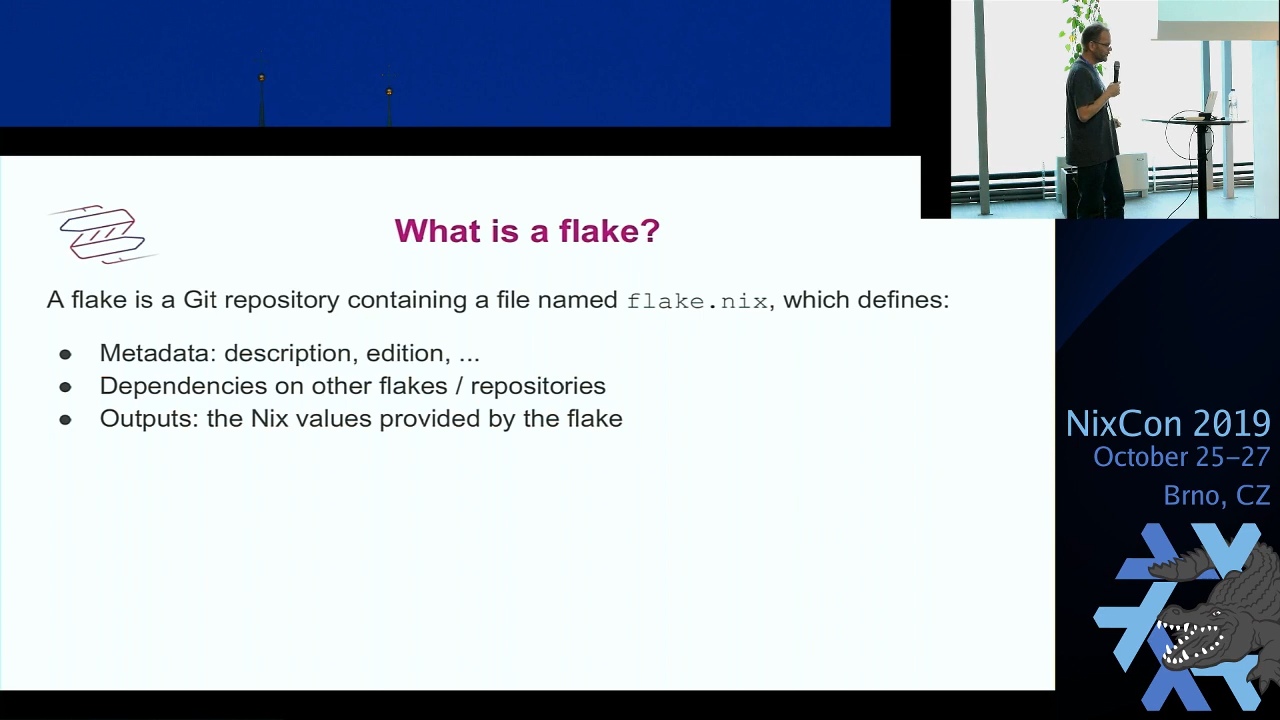 What is a flake?
A flake is a Git repository containing a file named flake.nix, which defines:
● Metadata: description, edition, ...
● Dependencies on other flakes / repositories
● Outputs: the Nix values provided by the flake
NixCon 2019
October 25–27
Brno, CZ